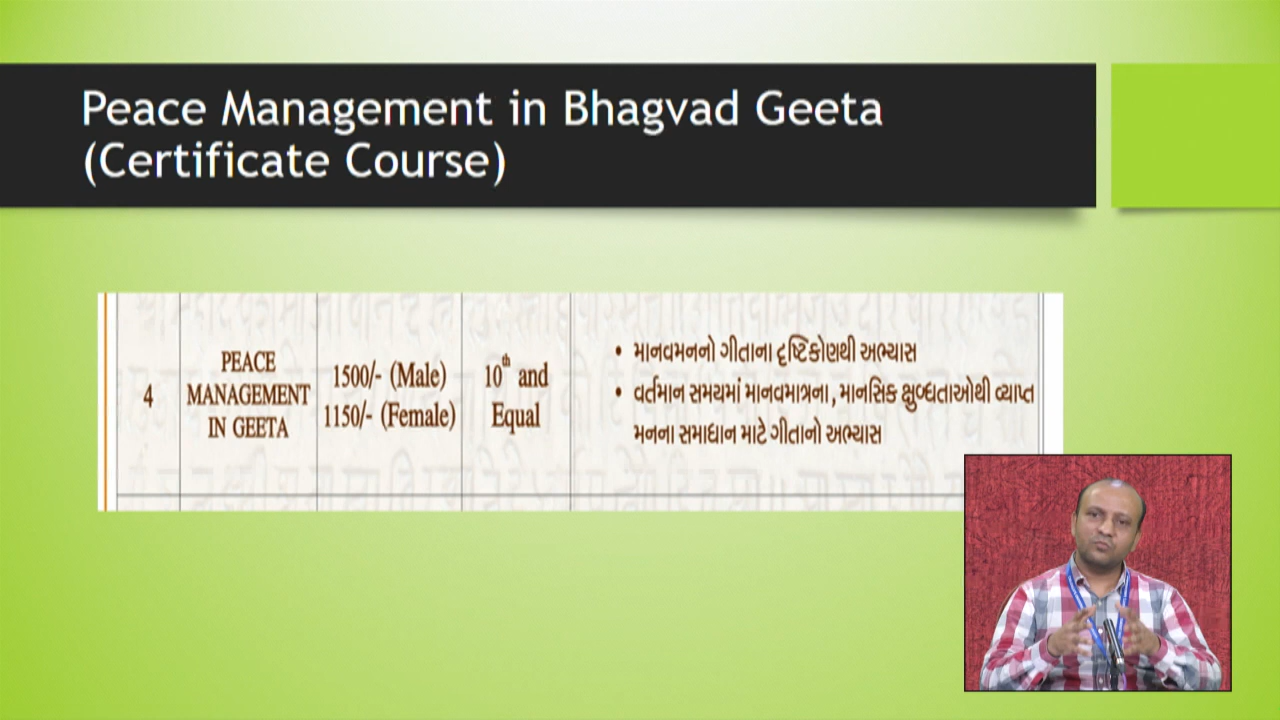 Peace Management in Bhagvad Geeta
(Certificate Course)
4
PEACE
MANAGEMENT
IN GEETA
1500/- (Male)
1150/- (Female)
10th and
Equal
• માનવમનનો ગીતાના દૃષ્ટિકોણથી અભ્યાસ
• વર્તમાન સમયમાં માનવમાત્રના, માનસિક ક્ષુબ્ધતાઓથી વ્યાપ્ત
મનના સમાધાન માટે ગીતાનો અભ્યાસ